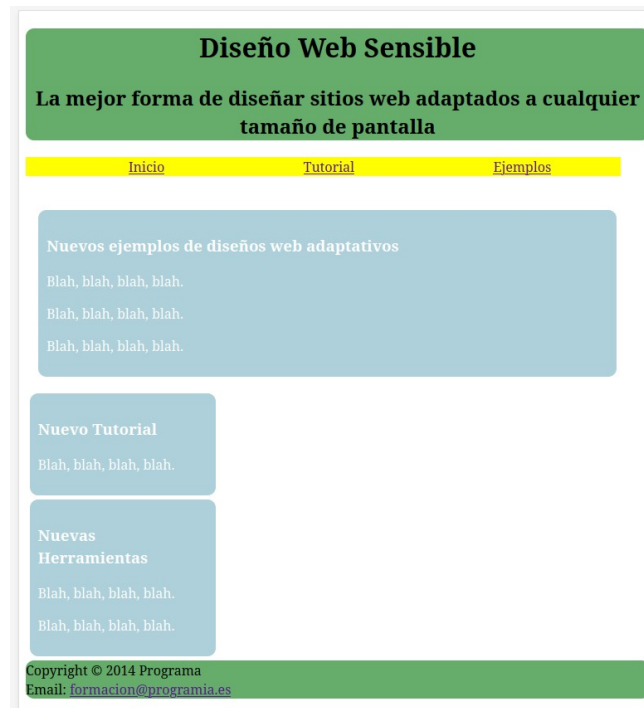 Diseño Web Sensible
La mejor forma de diseñar sitios web adaptados a cualquier
tamaño de pantalla
Inicio
Tutorial
Ejemplos
Nuevos ejemplos de diseños web adaptativos
Blah, blah, blah, blah.
Blah, blah, blah, blah.
Blah, blah, blah, blah.
Nuevo Tutorial
Blah, blah, blah, blah.
Nuevas
Herramientas
Blah, blah, blah, blah.
Blah, blah, blah, blah.
Copyright © 2014 Programa
Email: formacion@programia.es